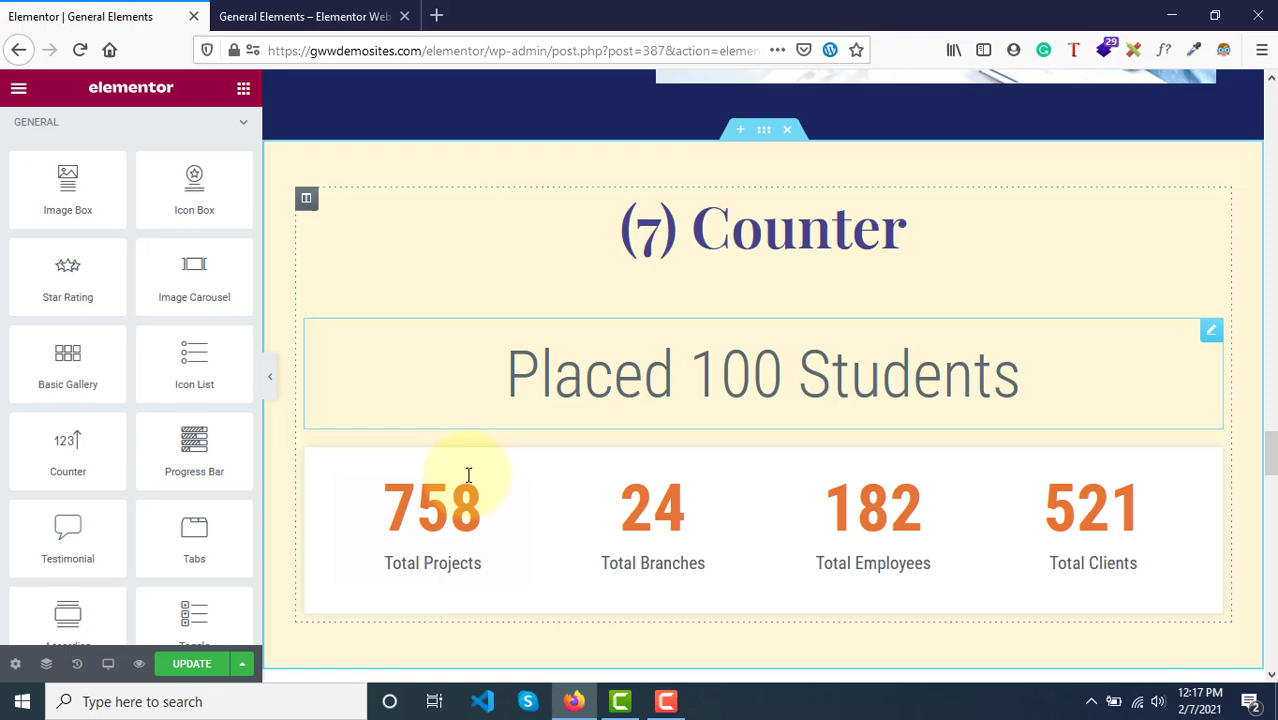 Elementor | General Elements
General Elements – Elementor Web
https://gwwdemosites.com/elementor/wp-admin/post.php?post=387&action=elemen
29
elementor
GENERAL
Image Box
Icon Box
Star Rating
Image Carousel
Basic Gallery
Icon List
123
Counter
Progress Bar
Testimonial
Tabs
UPDATE
(7) Counter
Placed 100 Students
758
24
182
521
Total Projects
Total Branches
Total Employees
Total Clients
Type here to search
12:17 PM
2/7/2021
2